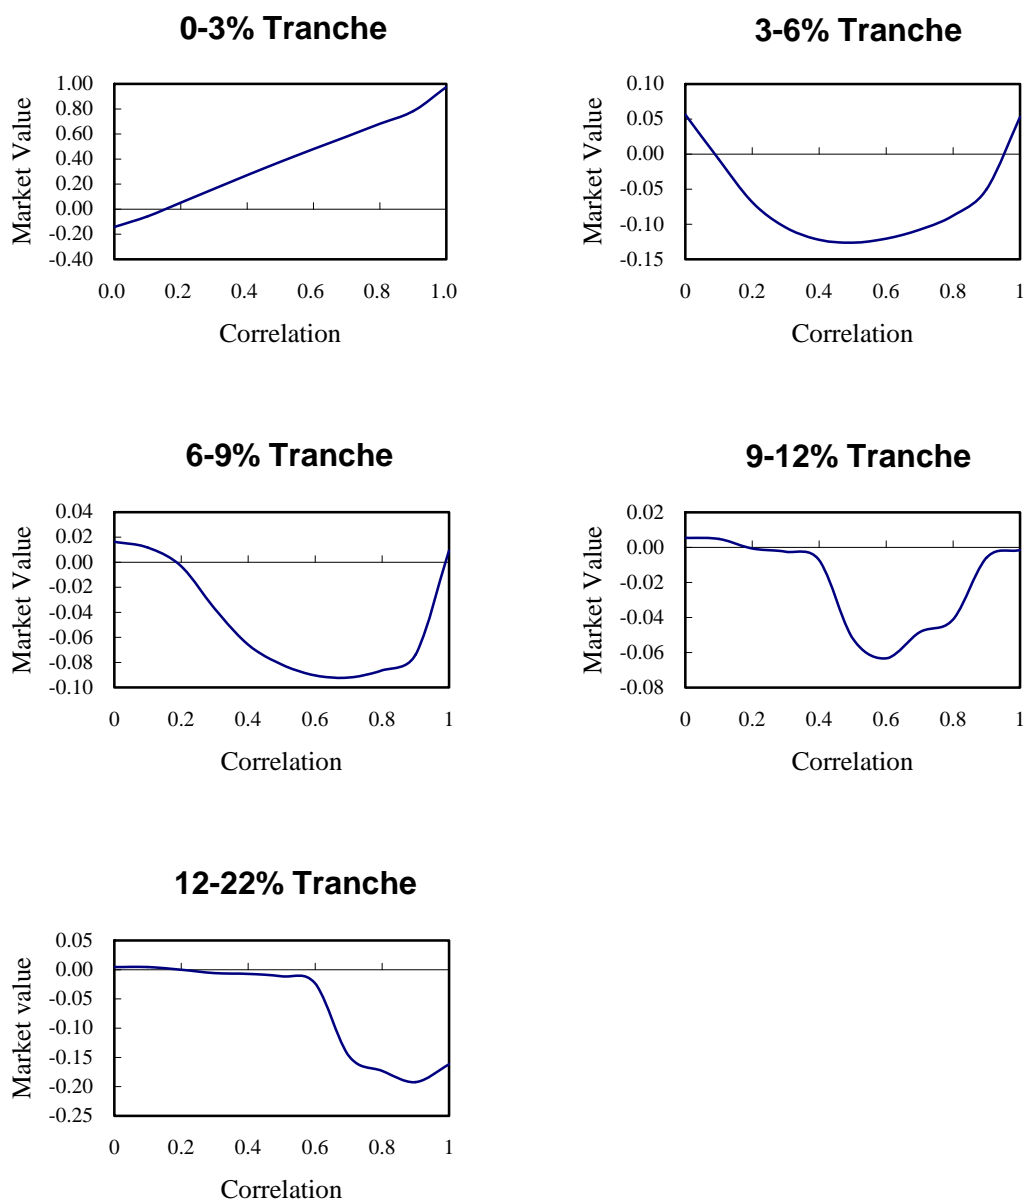 0-3% Tranche
Market Value
1.00
0.80
0.60
0.40
0.20
0.00
-0.20
-0.40
0.0 0.2 0.4 0.6 0.8 1.0
Correlation
3-6% Tranche
Market Value
0.10
0.05
0.00
-0.05
-0.10
-0.15
0 0.2 0.4 0.6 0.8 1
Correlation
6-9% Tranche
Market Value
0.04
0.02
0.00
-0.02
-0.04
-0.06
-0.08
-0.10
0 0.2 0.4 0.6 0.8 1
Correlation
9-12% Tranche
Market Value
0.02
0.00
-0.02
-0.04
-0.06
-0.08
0 0.2 0.4 0.6 0.8 1
Correlation
12-22% Tranche
Market value
0.05
0.00
-0.05
-0.10
-0.15
-0.20
-0.25
0 0.2 0.4 0.6 0.8 1
Correlation